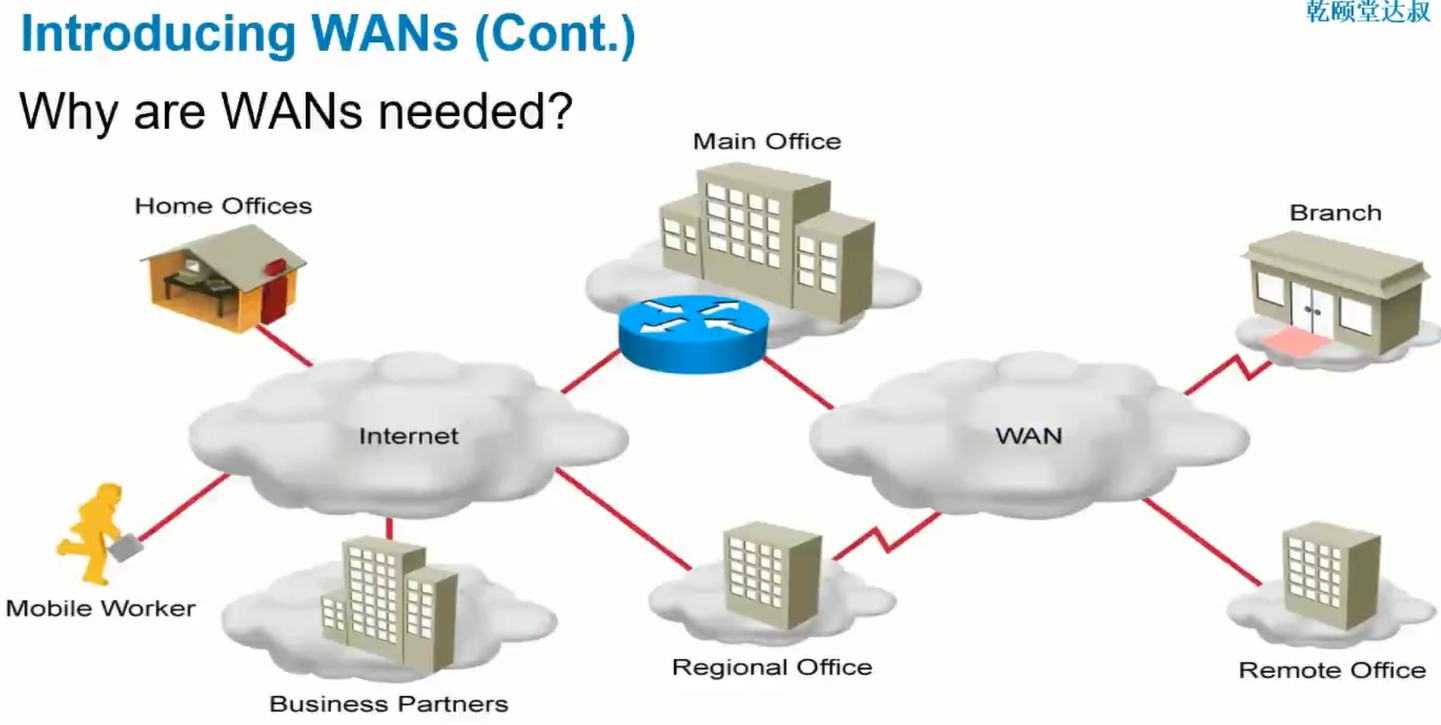 Introducing WANs (Cont.)
乾颐堂达叔
Why are WANs needed?
Main Office
Home Offices
Branch
Internet
WAN
Mobile Worker
Regional Office
Remote Office
Business Partners